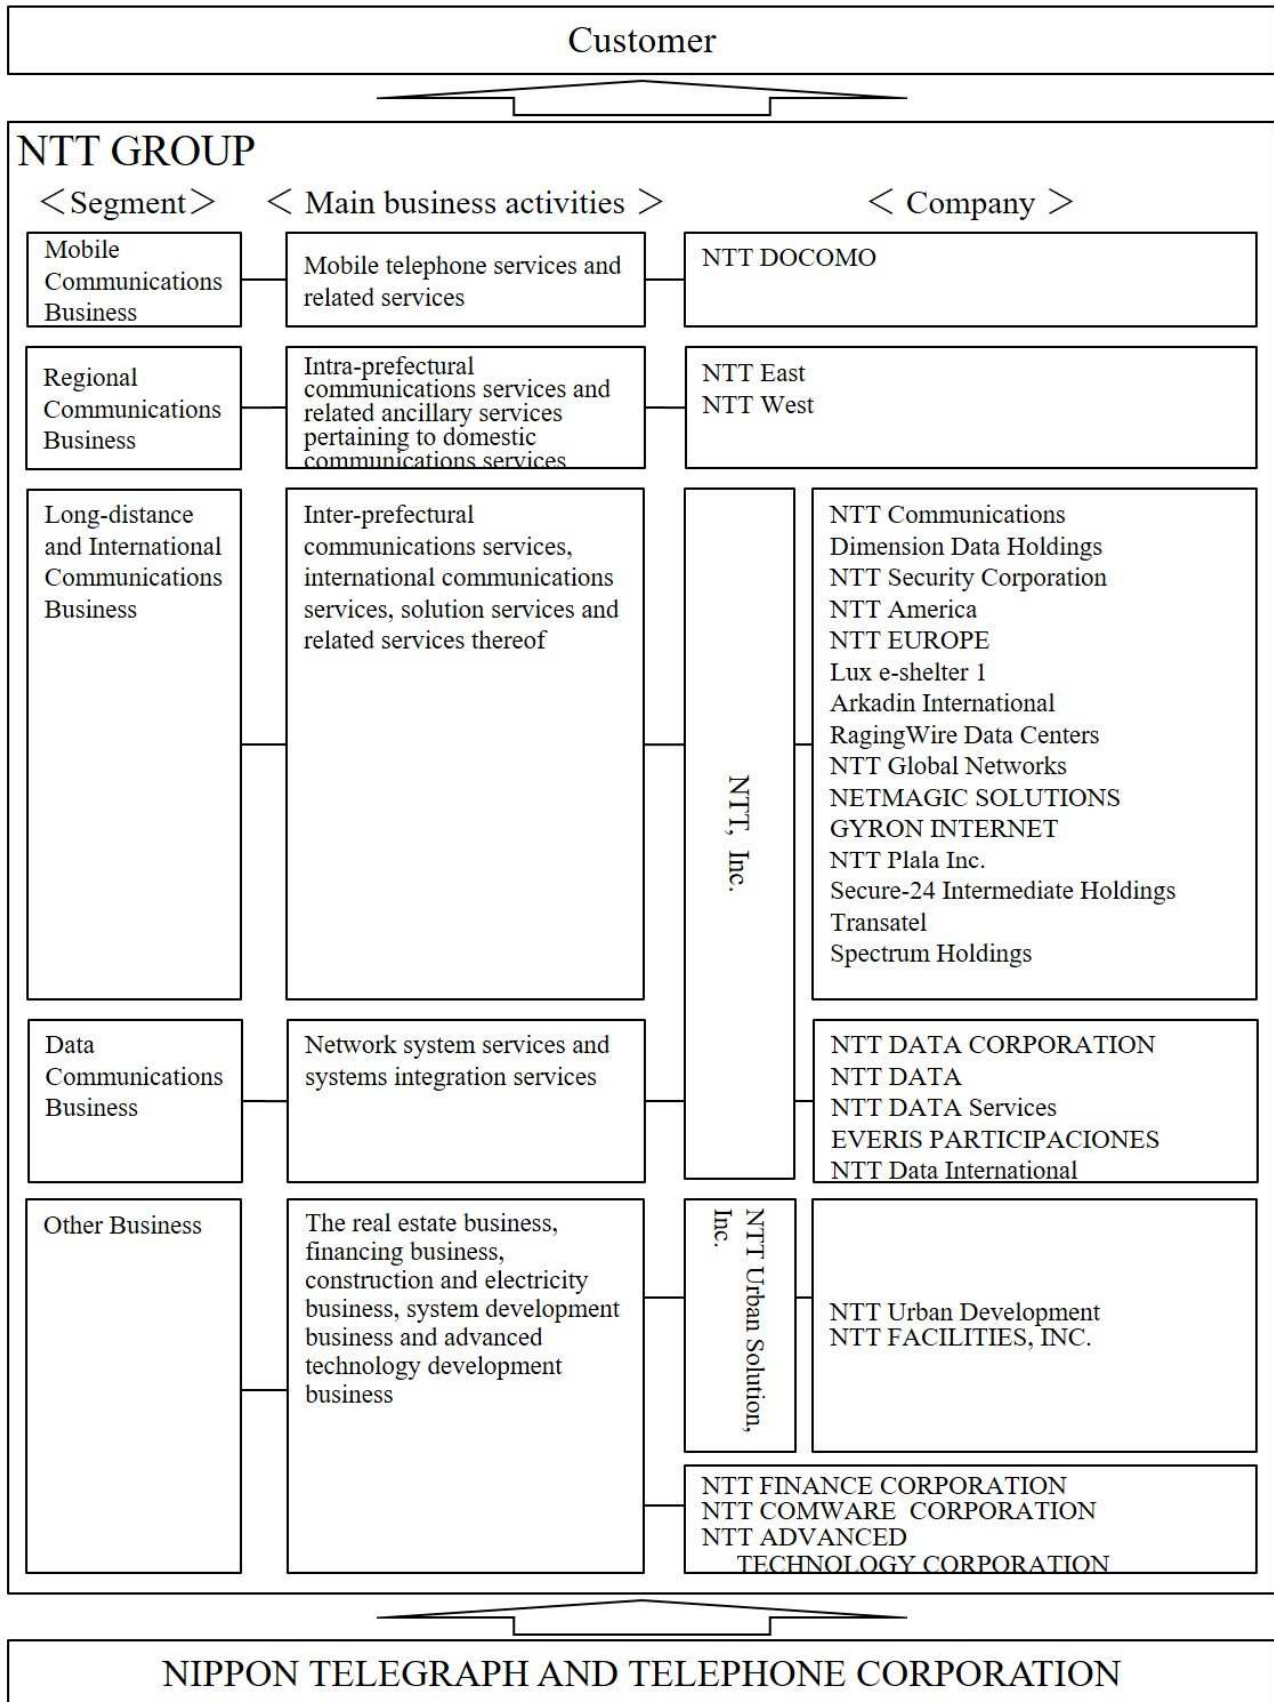 Customer
NTT GROUP
＜Segment＞
＜ Main business activities ＞
＜ Company ＞
Mobile
Communications
Business
Mobile telephone services and
related services
NTT DOCOMO
Regional
Communications
Business
Intra-prefectural
communications services and
related ancillary services
pertaining to domestic
communications services
NTT East
NTT West
Long-distance
and International
Communications
Business
Inter-prefectural
communications services,
international communications
services, solution services and
related services thereof
NTT, Inc.
NTT Communications
Dimension Data Holdings
NTT Security Corporation
NTT America
NTT EUROPE
Lux e-shelter 1
Arkadin International
RagingWire Data Centers
NTT Global Networks
NETMAGIC SOLUTIONS
GYRON INTERNET
NTT Plala Inc.
Secure-24 Intermediate Holdings
Transatel
Spectrum Holdings
Data
Communications
Business
Network system services and
systems integration services
NTT DATA CORPORATION
NTT DATA
NTT DATA Services
EVERIS PARTICIPACIONES
NTT Data International
Other Business
The real estate business,
financing business,
construction and electricity
business, system development
business and advanced
technology development
business
NTT Urban Solution,
Inc.
NTT Urban Development
NTT FACILITIES, INC.
NTT FINANCE CORPORATION
NTT COMWARE CORPORATION
NTT ADVANCED
TECHNOLOGY CORPORATION
NIPPON TELEGRAPH AND TELEPHONE CORPORATION